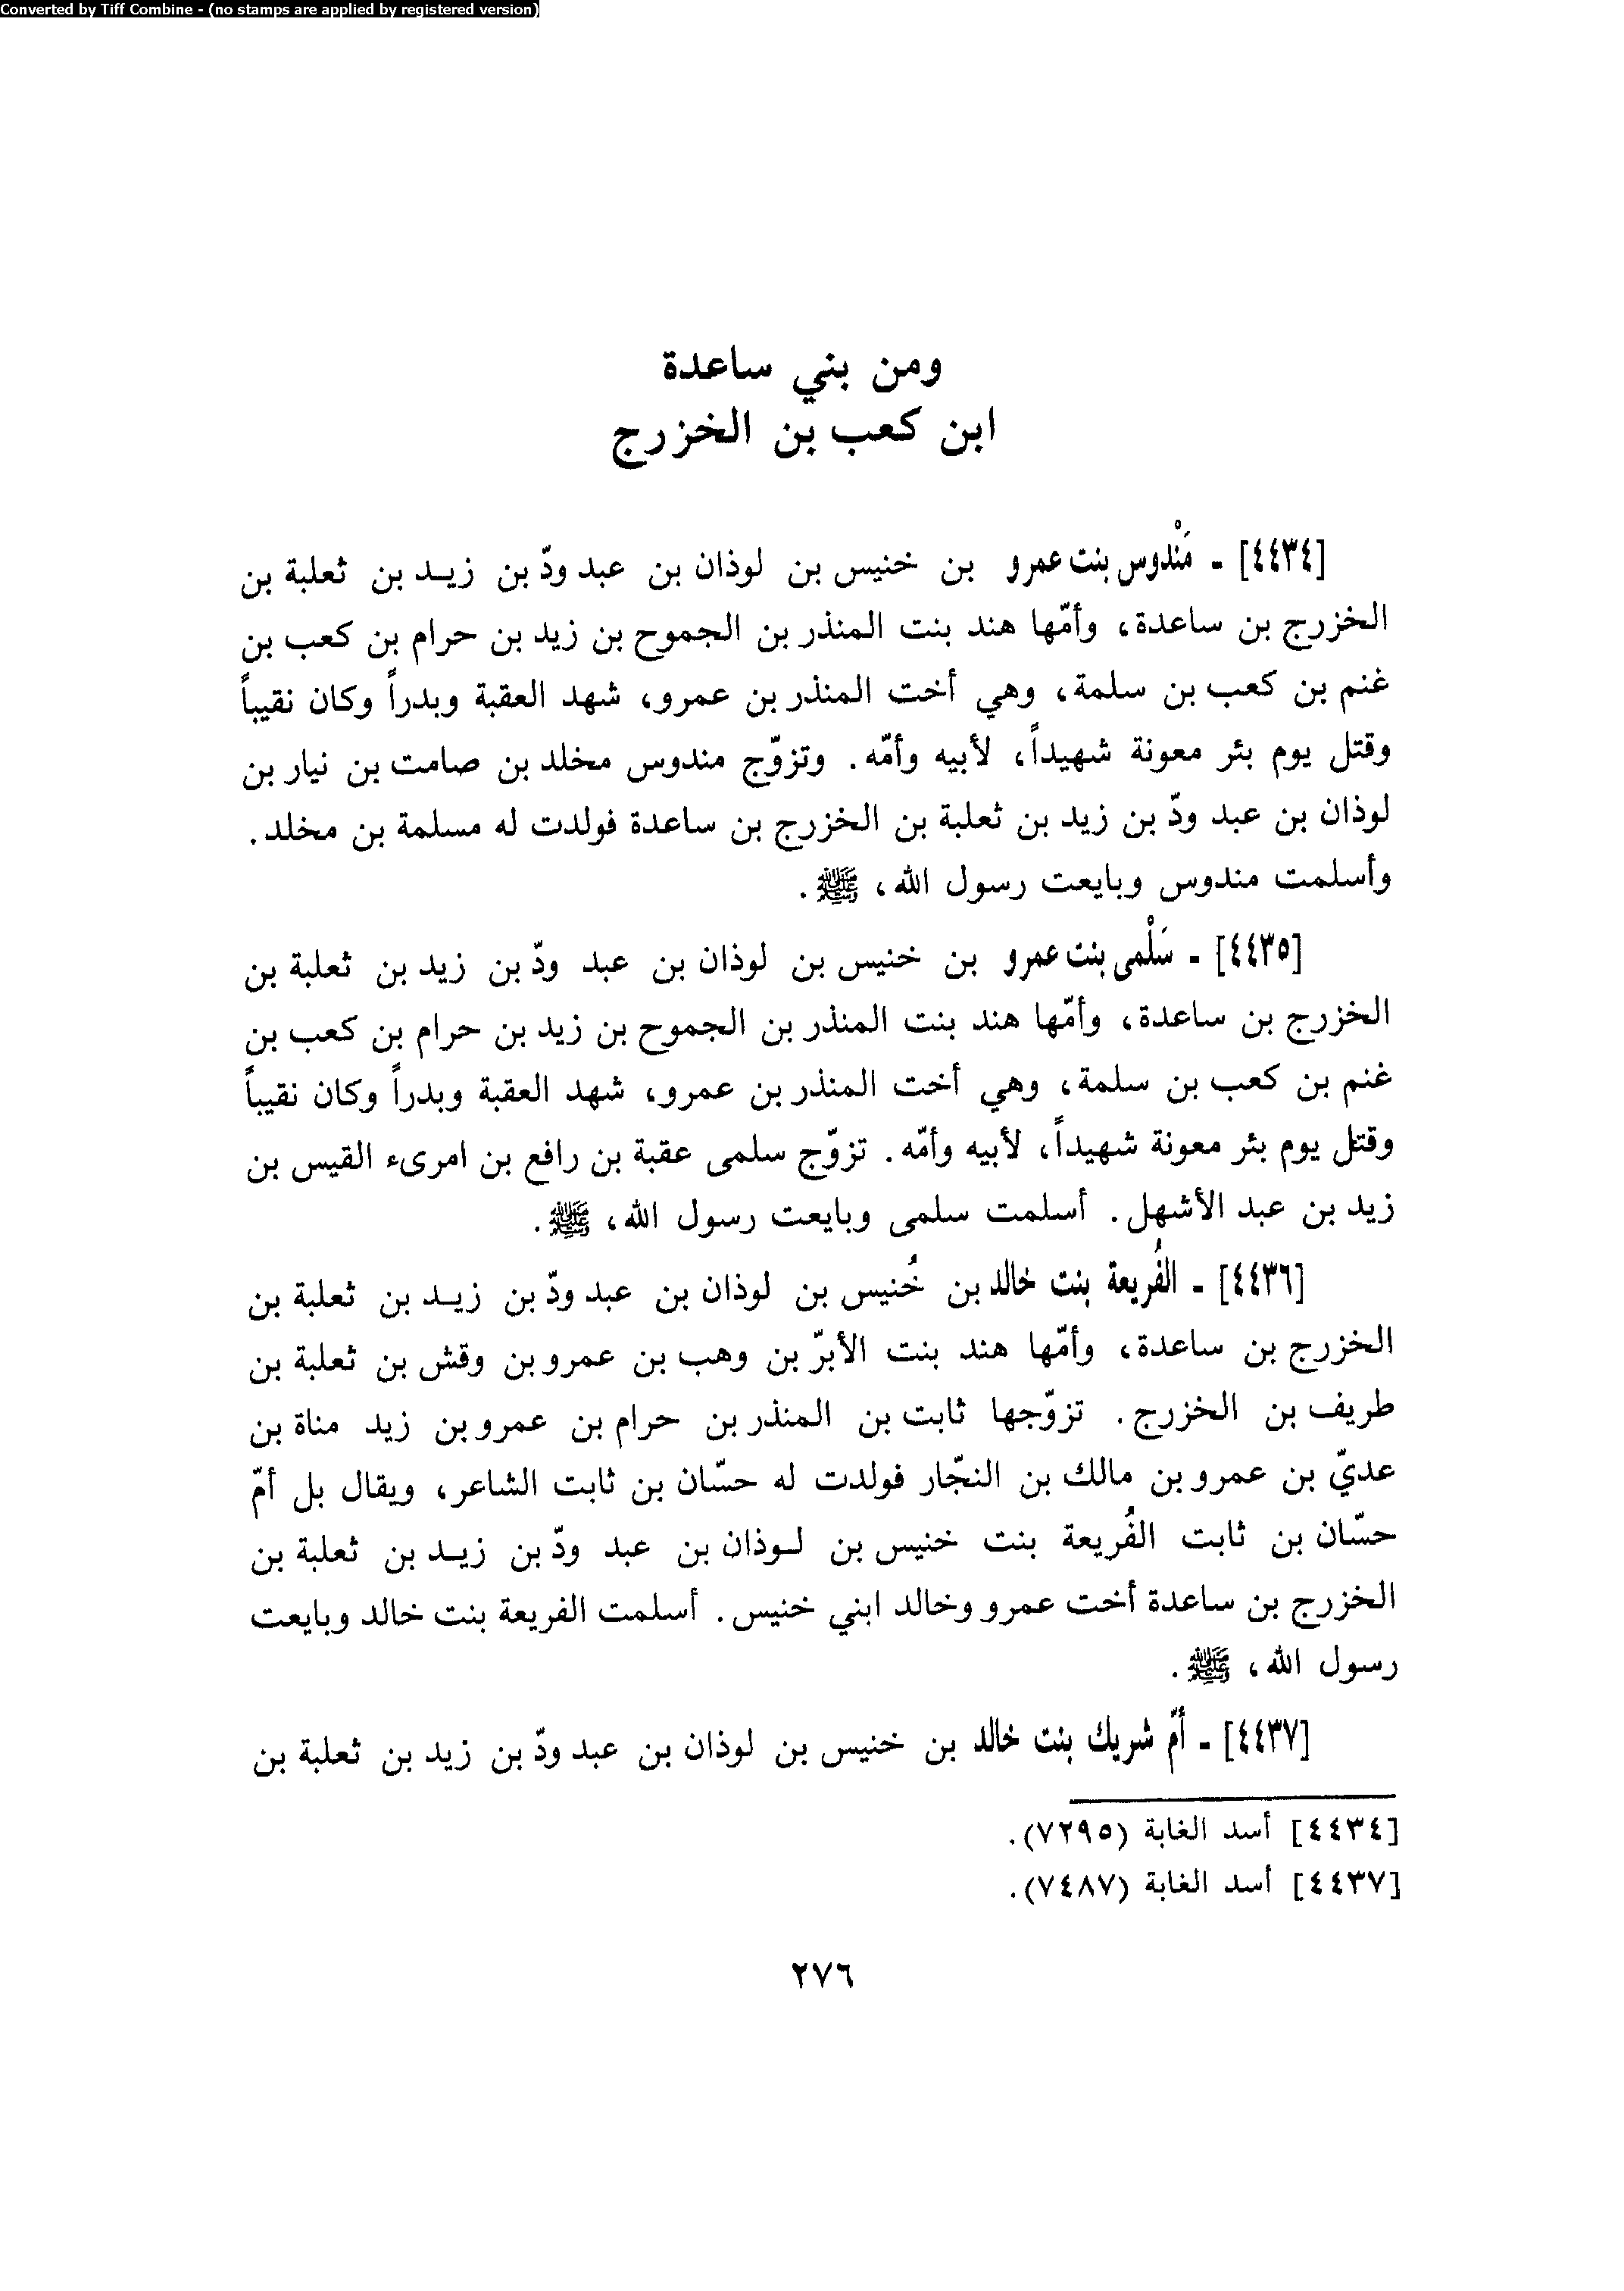 Converted by Tiff Combine - (no stamps are applied by registered version)
ومن بني ساعدة
ابن كعب بن الخزرج
[٤٤٣٤] - مَنْدوس بنت عمرو بن خنيس بن لوذان بن عبد ودّ بن زيـد بن ثعلبة بن
الخزرج بن ساعدة، وأمّها هند بنت المنذر بن الجموح بن زيد بن حرام بن كعب بن
غنم بن كعب بن سلمة، وهي أخت المنذر بن عمرو، شهد العقبة وبدراً وكان نقيباً
وقتل يوم بئر معونة شهيداً، لأبيه وأمّه. وتزوّج مندوس مخلد بن صامت بن نيار بن
لوذان بن عبد ودّ بن زيد بن ثعلبة بن الخزرج بن ساعدة فولدت له مسلمة بن مخلد.
وأسلمت مندوس وبايعت رسول الله، ﷺ.
[٤٤٣٥] - سَلْمى بنت عمرو بن خنيس بن لوذان بن عبد ودّ بن زيد بن ثعلبة بن
الخزرج بن ساعدة، وأمّها هند بنت المنذر بن الجموح بن زيد بن حرام بن كعب بن
غنم بن كعب بن سلمة، وهي أخت المنذر بن عمرو، شهد العقبة وبدراً وكان نقيباً
وقتل يوم بئر معونة شهيداً، لأبيه وأمّه. تزوّج سلمى عقبة بن رافع بن امرىء القيس بن
زيد بن عبد الأشهل. أسلمت سلمى وبايعت رسول الله، ﷺ.
[٤٤٣٦] - الفُريعة بنت خالد بن خُنيس بن لوذان بن عبد ودّ بن زيـد بن ثعلبة بن
الخزرج بن ساعدة، وأمّها هند بنت الأبرّ بن وهب بن عمرو بن وقش بن ثعلبة بن
طريف بن الخزرج. تزوّجها ثابت بن المنذر بن حرام بن عمرو بن زيد مناة بن
عديّ بن عمرو بن مالك بن النجّار فولدت له حسّان بن ثابت الشاعر، ويقال بل أمّ
حسّان بن ثابت الفُريعة بنت خنيس بن لـوذان بن عبد ودّ بن زيـد بن ثعلبة بن
الخزرج بن ساعدة أخت عمرو وخالد ابني خنيس. أسلمت الفريعة بنت خالد وبايعت
رسول الله، ﷺ.
[٤٤٣٧] - أمّ شريك بنت خالد بن خنيس بن لوذان بن عبد ودّ بن زيد بن ثعلبة بن
[٤٤٣٤] أسد الغابة (٧٢٩٥).
[٤٤٣٧] أسد الغابة (٧٤٨٧).
٢٧٦